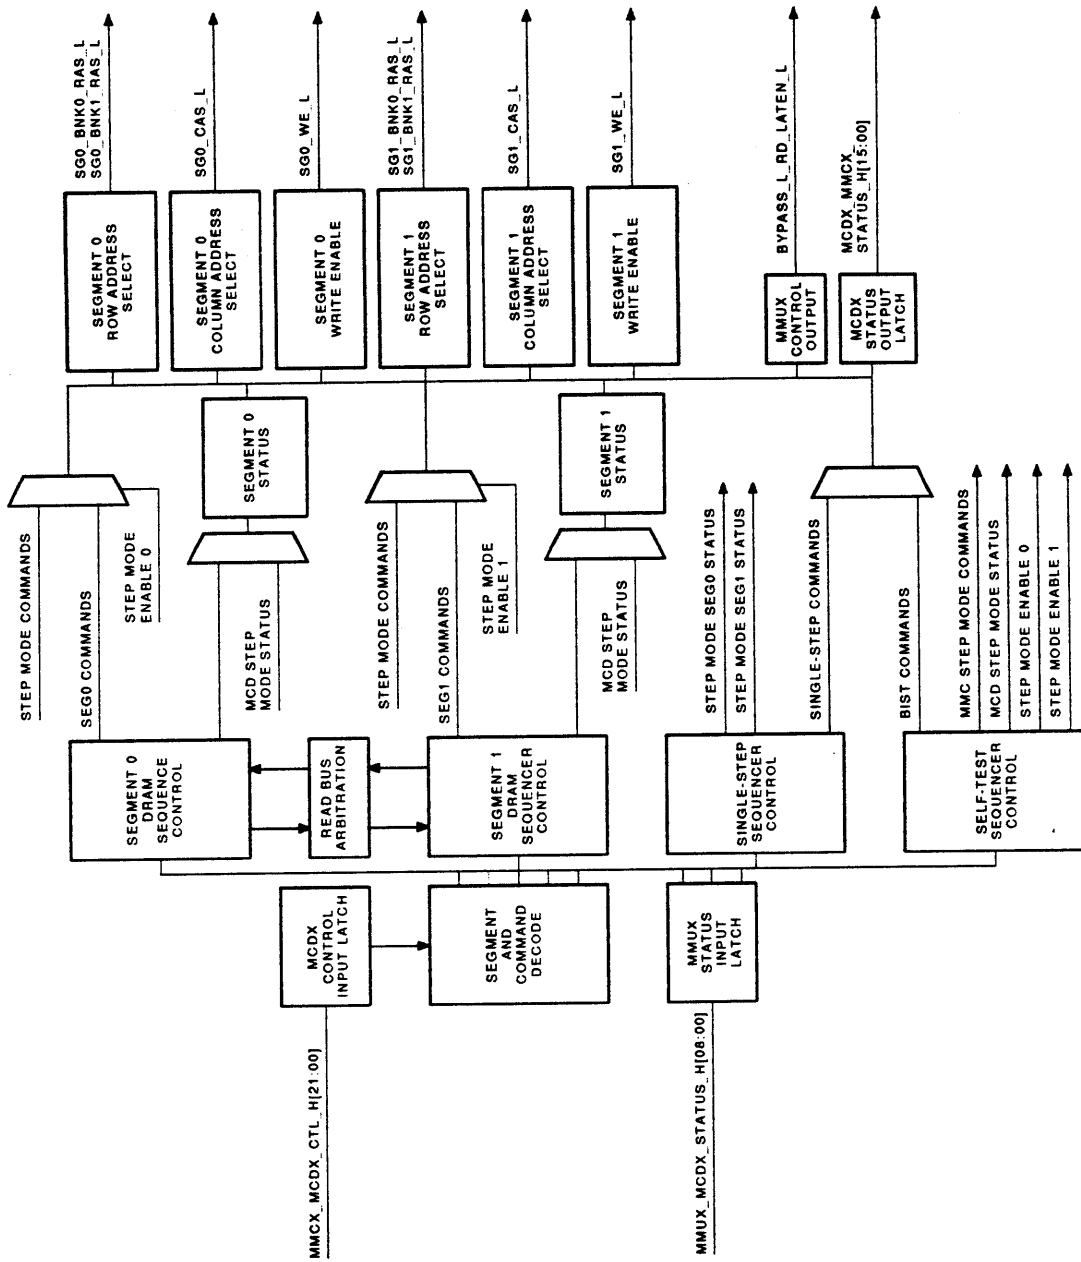 MMCX_MCDX_CTL_H[21:00]
MMUX_MCDX_STATUS_H[08:00]
MCDX
CONTROL
INPUT LATCH
SEGMENT
AND
COMMAND
DECODE
MMUX
STATUS
INPUT
LATCH
SEGMENT 0
DRAM
SEQUENCE
CONTROL
READ BUS
ARBITRATION
SEGMENT 1
DRAM
SEQUENCER
CONTROL
SINGLE-STEP
SEQUENCER
CONTROL
SELF-TEST
SEQUENCER
CONTROL
STEP MODE COMMANDS
SEG0 COMMANDS
STEP MODE
ENABLE 0
MCD STEP
MODE STATUS
STEP MODE COMMANDS
SEG1 COMMANDS
STEP MODE
ENABLE 1
MCD STEP
MODE STATUS
STEP MODE SEG0 STATUS
STEP MODE SEG1 STATUS
SINGLE-STEP COMMANDS
BIST COMMANDS
MMC STEP MODE COMMANDS
MCD STEP MODE STATUS
STEP MODE ENABLE 0
STEP MODE ENABLE 1
SEGMENT 0
STATUS
SEGMENT 1
STATUS
SEGMENT 0
ROW ADDRESS
SELECT
SEGMENT 0
COLUMN ADDRESS
SELECT
SEGMENT 0
WRITE ENABLE
SEGMENT 1
ROW ADDRESS
SELECT
SEGMENT 1
COLUMN ADDRESS
SELECT
SEGMENT 1
WRITE ENABLE
MMUX
CONTROL
OUTPUT
MCDX
STATUS
OUTPUT
LATCH
SG0_BNK0_RAS_L
SG0_BNK1_RAS_L
SG0_CAS_L
SG0_WE_L
SG1_BNK0_RAS_L
SG1_BNK1_RAS_L
SG1_CAS_L
SG1_WE_L
BYPASS_L_RD_LATEN_L
MCDX_MMCX_
STATUS_H[15:00]